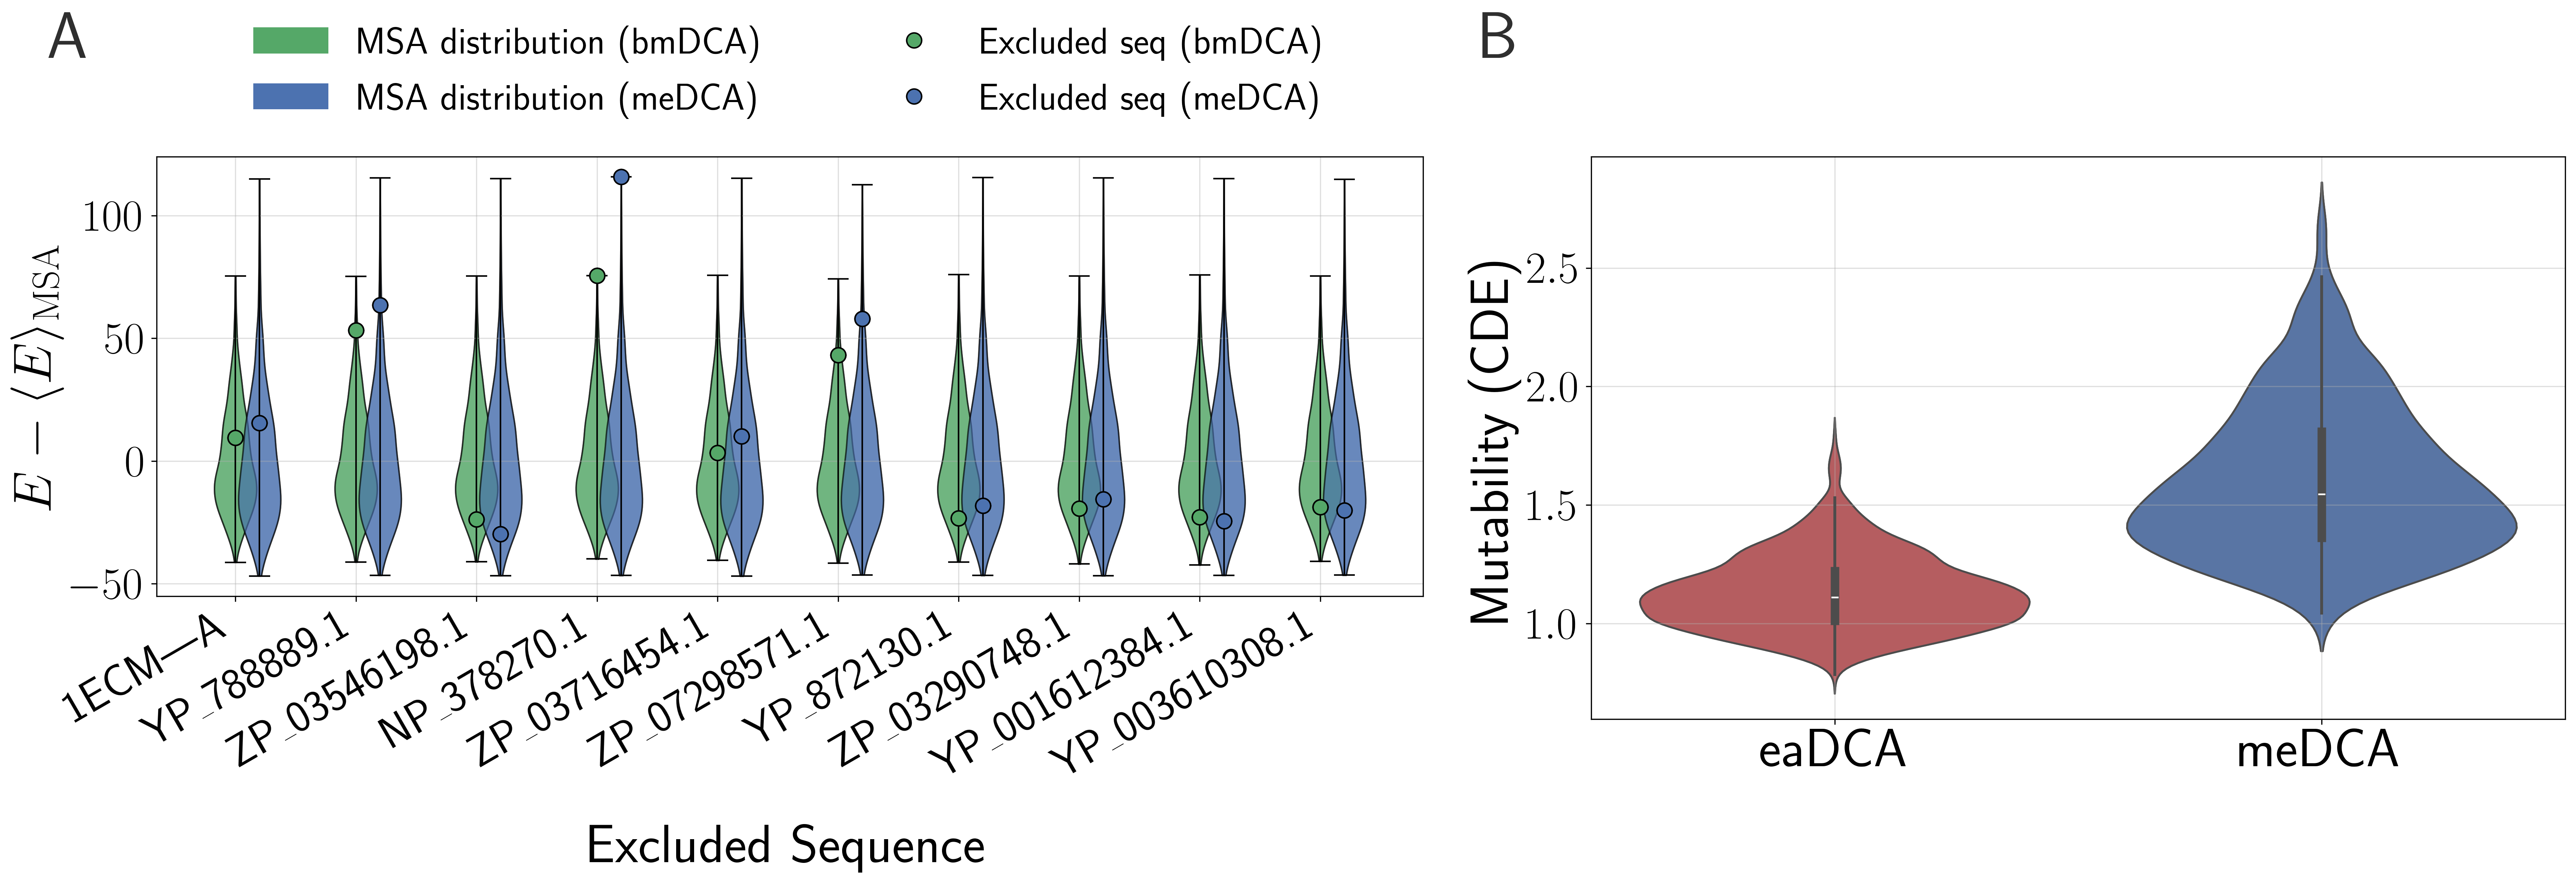 A
MSA distribution (bmDCA)
MSA distribution (meDCA)
Excluded seq (bmDCA)
Excluded seq (meDCA)
E − ⟨E⟩MSA
100
50
0
−50
1ECM—A
YP_788889.1
ZP_03546198.1
NP_378270.1
ZP_03716454.1
ZP_07298571.1
YP_872130.1
ZP_03290748.1
YP_001612384.1
YP_003610308.1
Excluded Sequence
B
Mutability (CDE)
2.5
2.0
1.5
1.0
eaDCA
meDCA